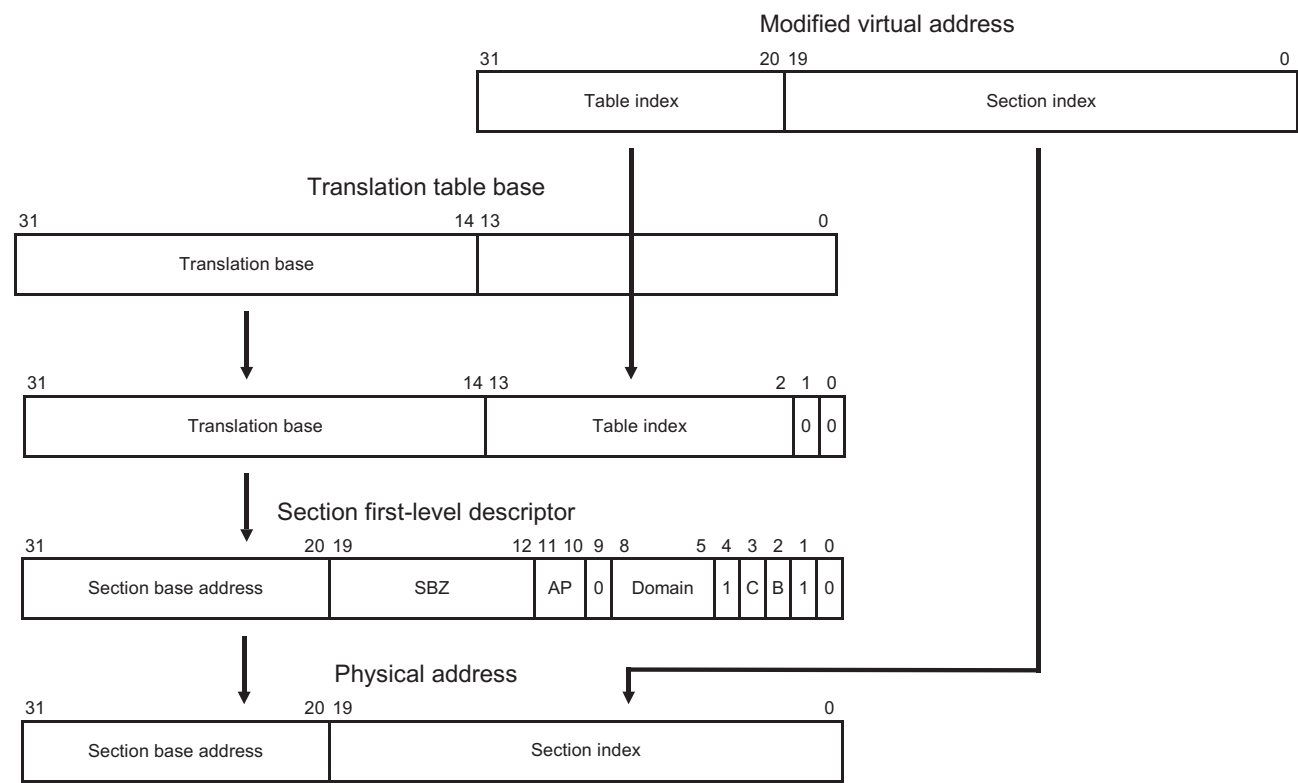 Modified virtual address
31 20 19 0
Table index Section index
Translation table base
31 14 13 0
Translation base
31 14 13 2 1 0
Translation base Table index 0 0
Section first-level descriptor
31 20 19 12 11 10 9 8 5 4 3 2 1 0
Section base address SBZ AP 0 Domain 1 C B 1 0
Physical address
31 20 19 0
Section base address Section index